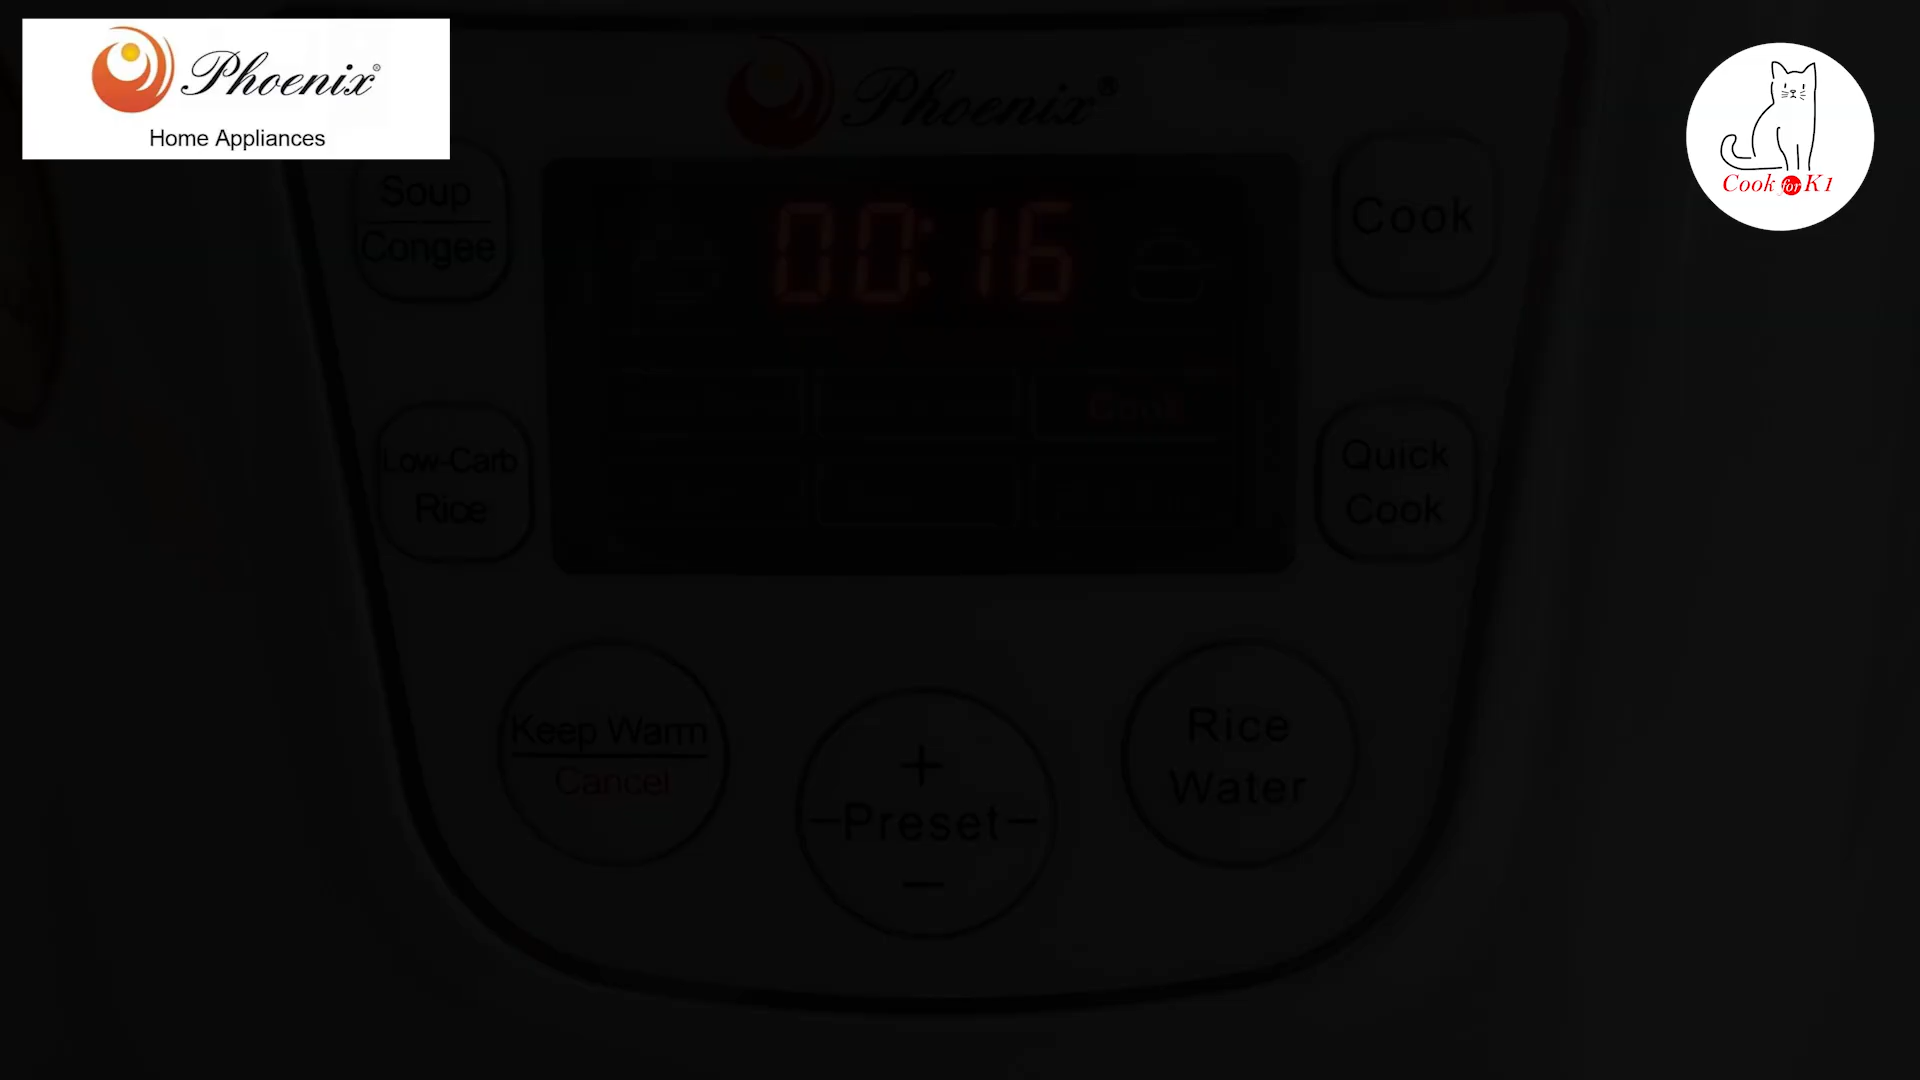 Phoenix®
Home Appliances
Phoenix®
Cook for K1
Soup
Congee
00:16
Cook
Low-Carb
Rice
Cook
Quick
Cook
Keep Warm
Cancel
+
Preset
Rice
Water